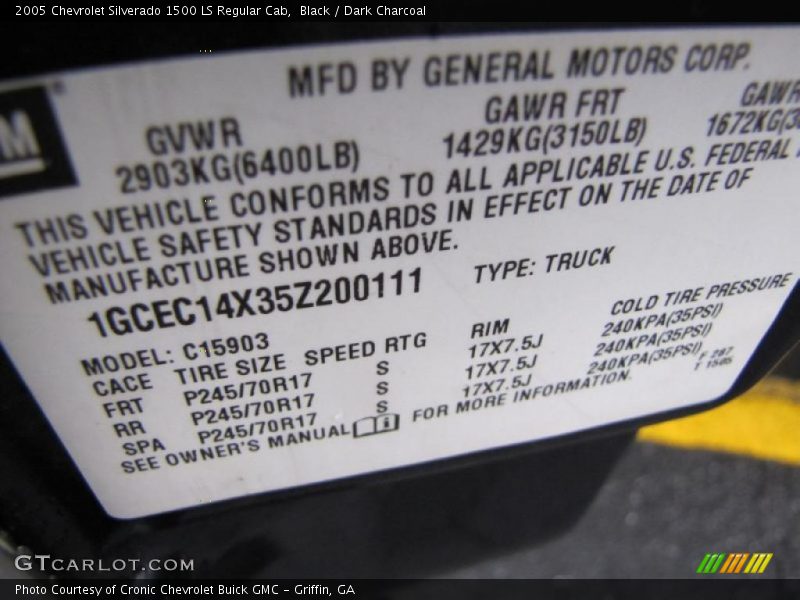 2005 Chevrolet Silverado 1500 LS Regular Cab, Black / Dark Charcoal
MFD BY GENERAL MOTORS CORP.
GVWR GAWR FRT GAWR
2903KG(6400LB) 1429KG(3150LB) 1672KG(3
THIS VEHICLE CONFORMS TO ALL APPLICABLE U.S. FEDERAL
VEHICLE SAFETY STANDARDS IN EFFECT ON THE DATE OF
MANUFACTURE SHOWN ABOVE.
1GCEC14X35Z200111 TYPE: TRUCK
MODEL: C15903
CACE TIRE SIZE SPEED RTG RIM COLD TIRE PRESSURE
FRT P245/70R17 S 17X7.5J 240KPA(35PSI)
RR P245/70R17 S 17X7.5J 240KPA(35PSI)
SPA P245/70R17 S 17X7.5J 240KPA(35PSI)
SEE OWNER'S MANUAL FOR MORE INFORMATION.
GTCARLOT.COM
Photo Courtesy of Cronic Chevrolet Buick GMC – Griffin, GA